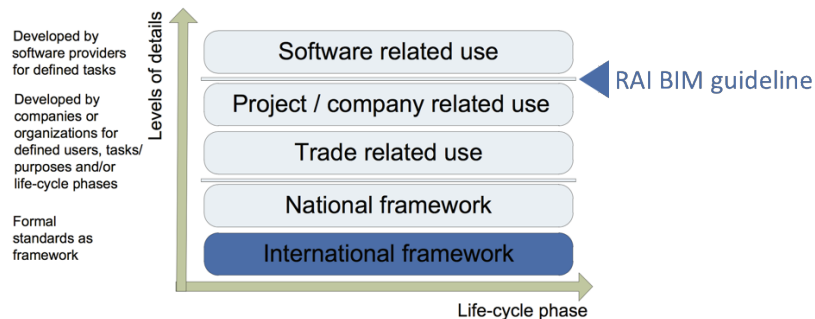 Developed by
software providers
for defined tasks
Developed by
companies or
organizations for
defined users, tasks/
purposes and/or
life-cycle phases
Formal
standards as
framework
Levels of details
Software related use
Project / company related use
Trade related use
National framework
International framework
Life-cycle phase
RAI BIM guideline